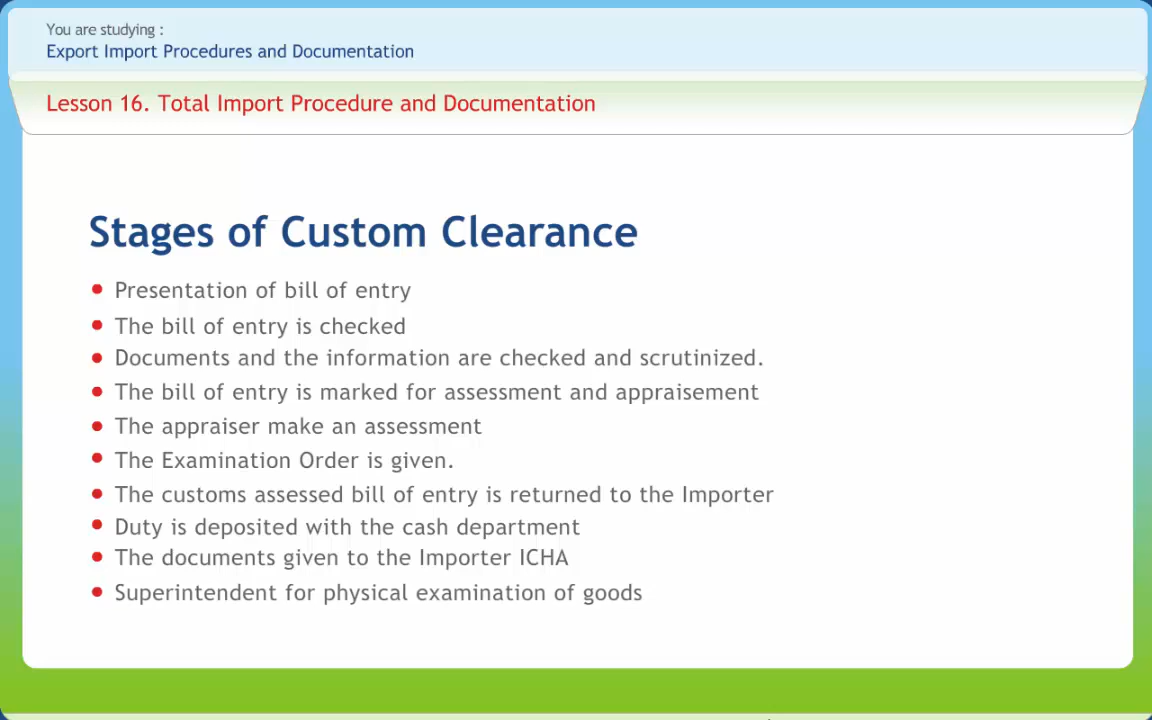 You are studying :
Export Import Procedures and Documentation
Lesson 16. Total Import Procedure and Documentation
Stages of Custom Clearance
Presentation of bill of entry
The bill of entry is checked
Documents and the information are checked and scrutinized.
The bill of entry is marked for assessment and appraisement
The appraiser make an assessment
The Examination Order is given.
The customs assessed bill of entry is returned to the Importer
Duty is deposited with the cash department
The documents given to the Importer ICHA
Superintendent for physical examination of goods